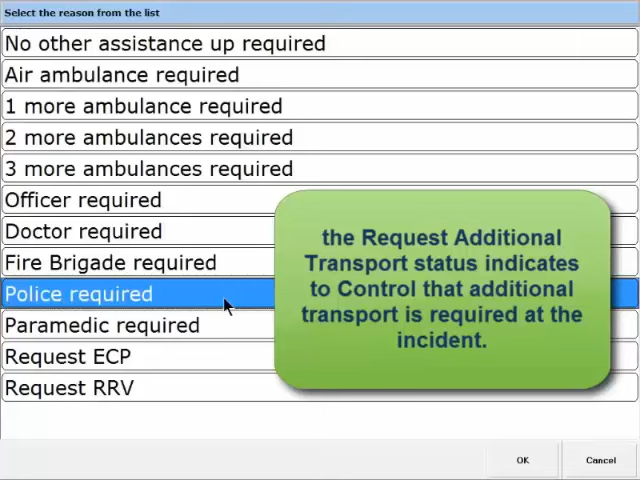 Select the reason from the list
No other assistance up required
Air ambulance required
1 more ambulance required
2 more ambulances required
3 more ambulances required
Officer required
Doctor required
Fire Brigade required
Police required
Paramedic required
Request ECP
Request RRV
the Request Additional
Transport status indicates
to Control that additional
transport is required at the
incident.
OK
Cancel